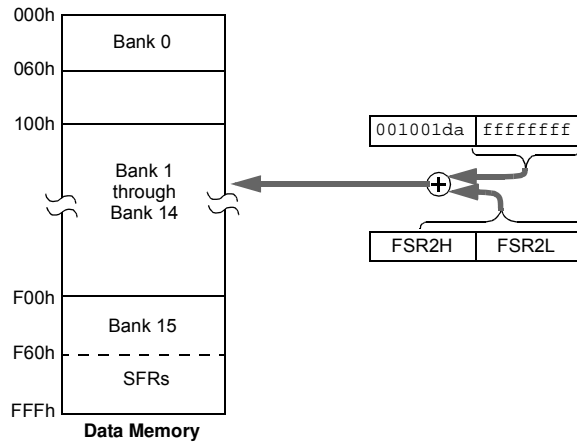 000h
Bank 0
060h
100h
001001da ffffffff
Bank 1
through
Bank 14
FSR2H FSR2L
F00h
Bank 15
F60h
SFRs
FFFh
Data Memory